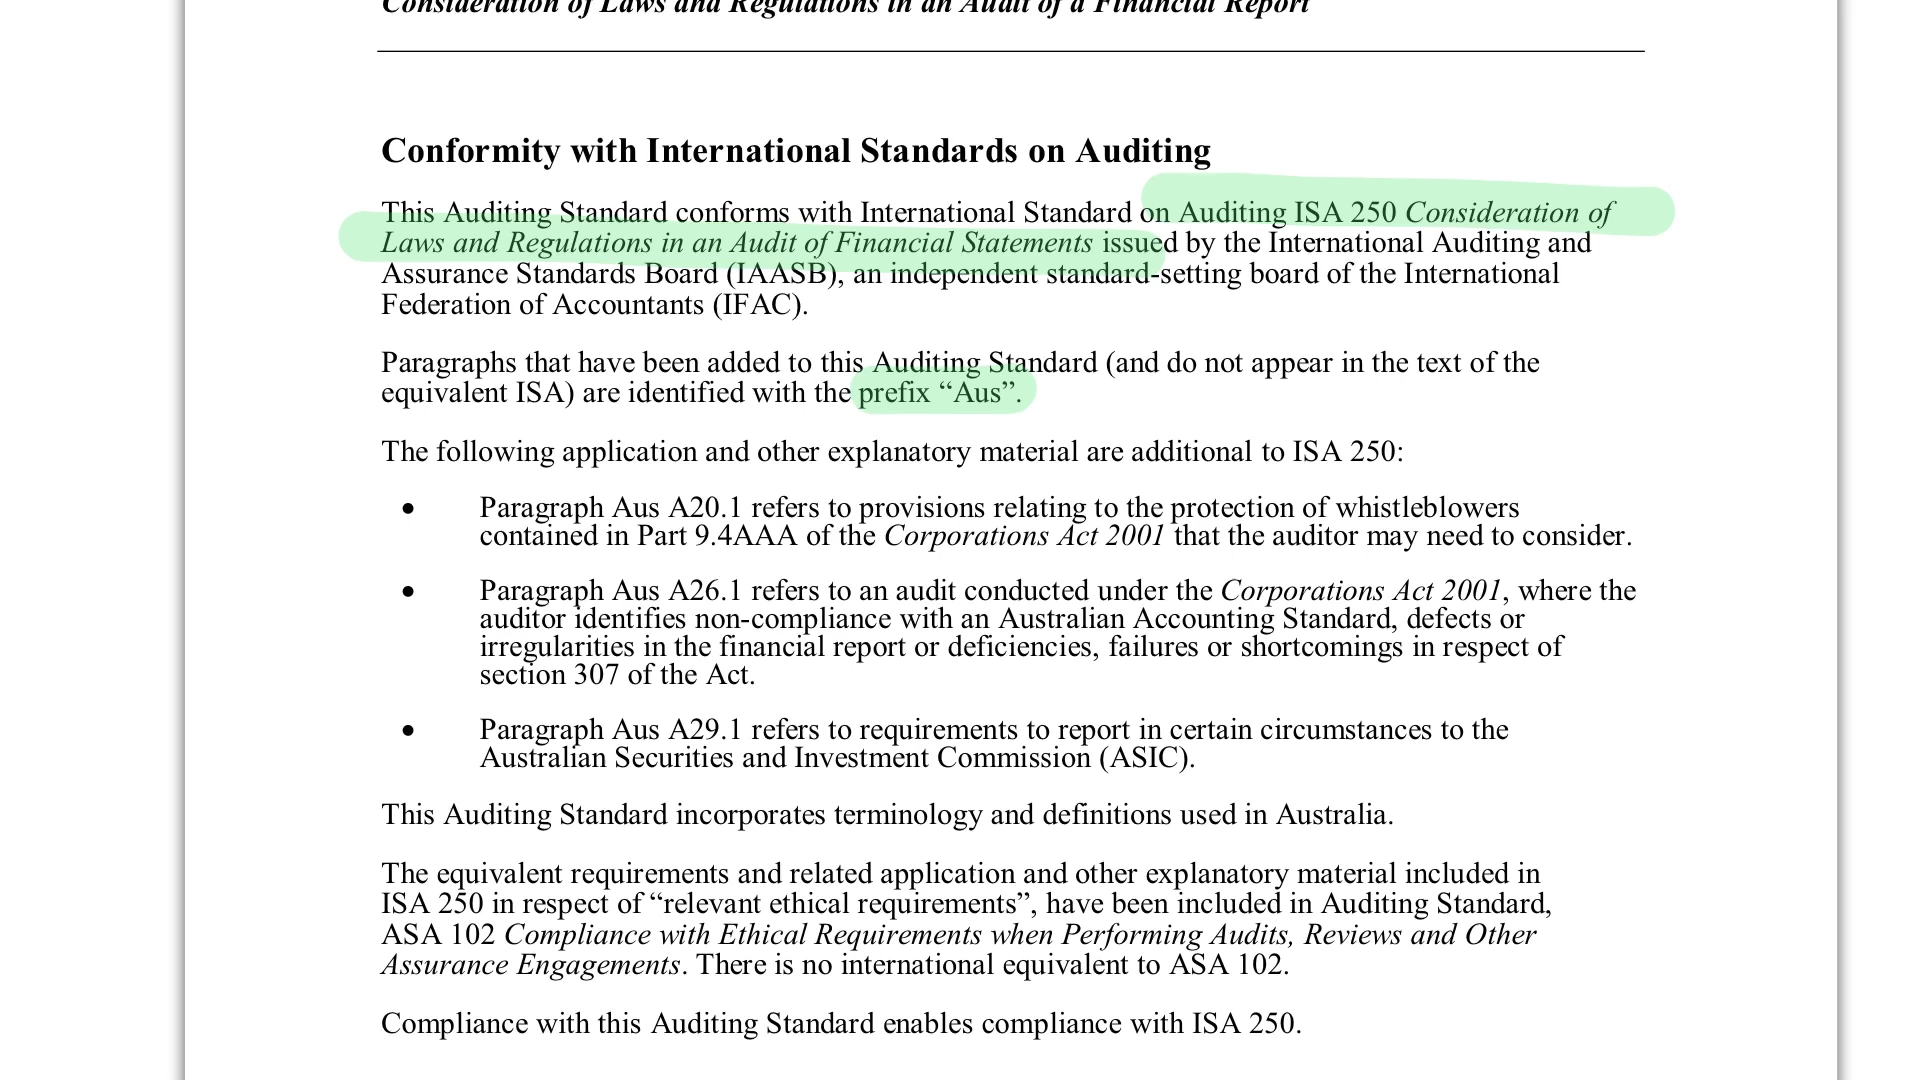 Consideration of Laws and Regulations in an Audit of a Financial Report
Conformity with International Standards on Auditing
This Auditing Standard conforms with International Standard on Auditing ISA 250 Consideration of
Laws and Regulations in an Audit of Financial Statements issued by the International Auditing and
Assurance Standards Board (IAASB), an independent standard-setting board of the International
Federation of Accountants (IFAC).
Paragraphs that have been added to this Auditing Standard (and do not appear in the text of the
equivalent ISA) are identified with the prefix “Aus”.
The following application and other explanatory material are additional to ISA 250:
• Paragraph Aus A20.1 refers to provisions relating to the protection of whistleblowers
contained in Part 9.4AAA of the Corporations Act 2001 that the auditor may need to consider.
• Paragraph Aus A26.1 refers to an audit conducted under the Corporations Act 2001, where the
auditor identifies non-compliance with an Australian Accounting Standard, defects or
irregularities in the financial report or deficiencies, failures or shortcomings in respect of
section 307 of the Act.
• Paragraph Aus A29.1 refers to requirements to report in certain circumstances to the
Australian Securities and Investment Commission (ASIC).
This Auditing Standard incorporates terminology and definitions used in Australia.
The equivalent requirements and related application and other explanatory material included in
ISA 250 in respect of “relevant ethical requirements”, have been included in Auditing Standard,
ASA 102 Compliance with Ethical Requirements when Performing Audits, Reviews and Other
Assurance Engagements. There is no international equivalent to ASA 102.
Compliance with this Auditing Standard enables compliance with ISA 250.